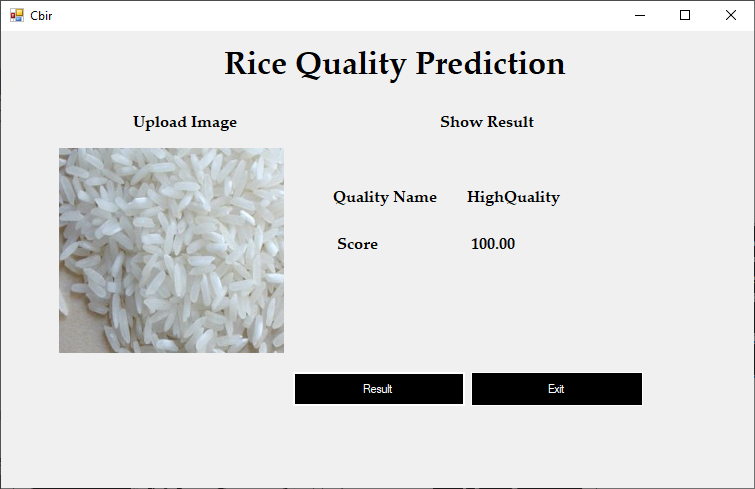 Cbir
Rice Quality Prediction
Upload Image
Show Result
Quality Name HighQuality
Score 100.00
Result
Exit